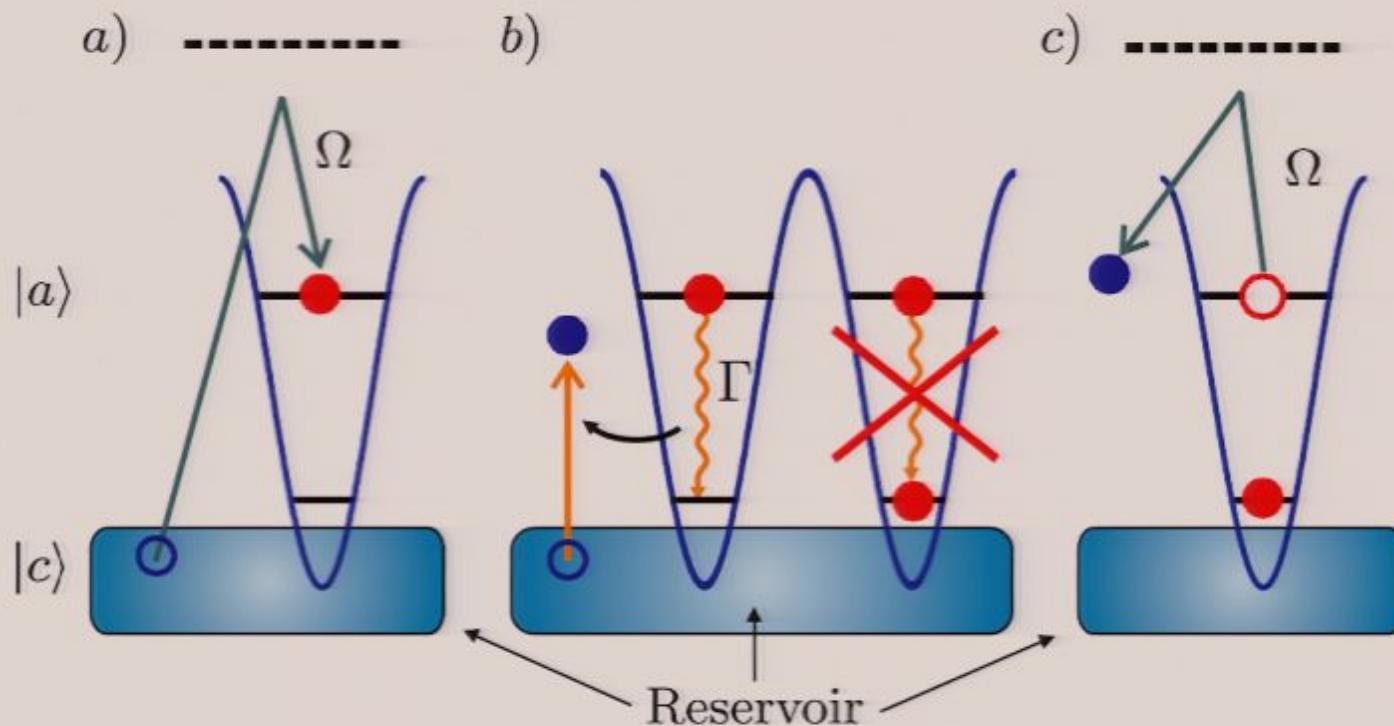 a) b) c)
Ω Ω
|a⟩
Γ
|c⟩
Reservoir